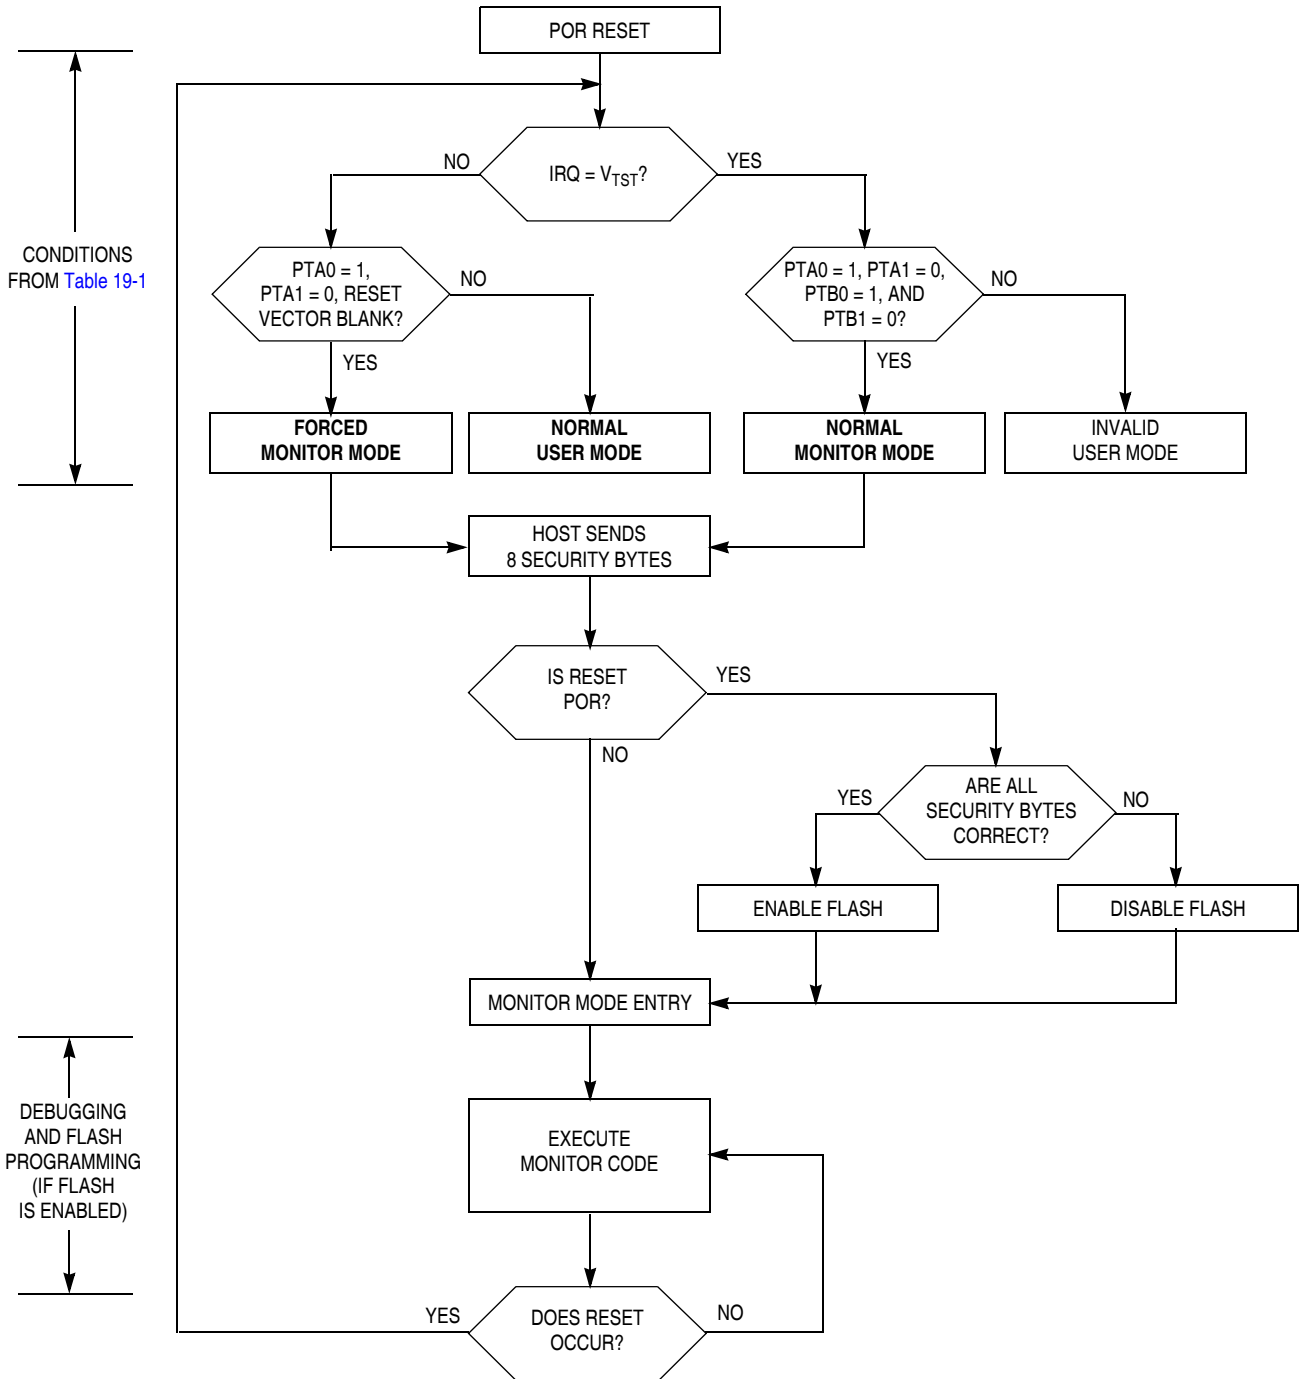 POR RESET
NO
YES
IRQ = VTST?
CONDITIONS
FROM Table 19-1
PTA0 = 1,
PTA1 = 0, RESET
VECTOR BLANK?
NO
PTA0 = 1, PTA1 = 0,
PTB0 = 1, AND
PTB1 = 0?
NO
YES
YES
FORCED
MONITOR MODE
NORMAL
USER MODE
NORMAL
MONITOR MODE
INVALID
USER MODE
HOST SENDS
8 SECURITY BYTES
IS RESET
POR?
YES
NO
YES
ARE ALL
SECURITY BYTES
CORRECT?
NO
ENABLE FLASH
DISABLE FLASH
MONITOR MODE ENTRY
DEBUGGING
AND FLASH
PROGRAMMING
(IF FLASH
IS ENABLED)
EXECUTE
MONITOR CODE
YES
DOES RESET
OCCUR?
NO